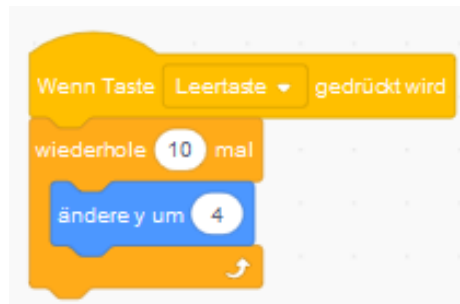 Wenn Taste Leertaste gedrückt wird
wiederhole 10 mal
ändere y um 4